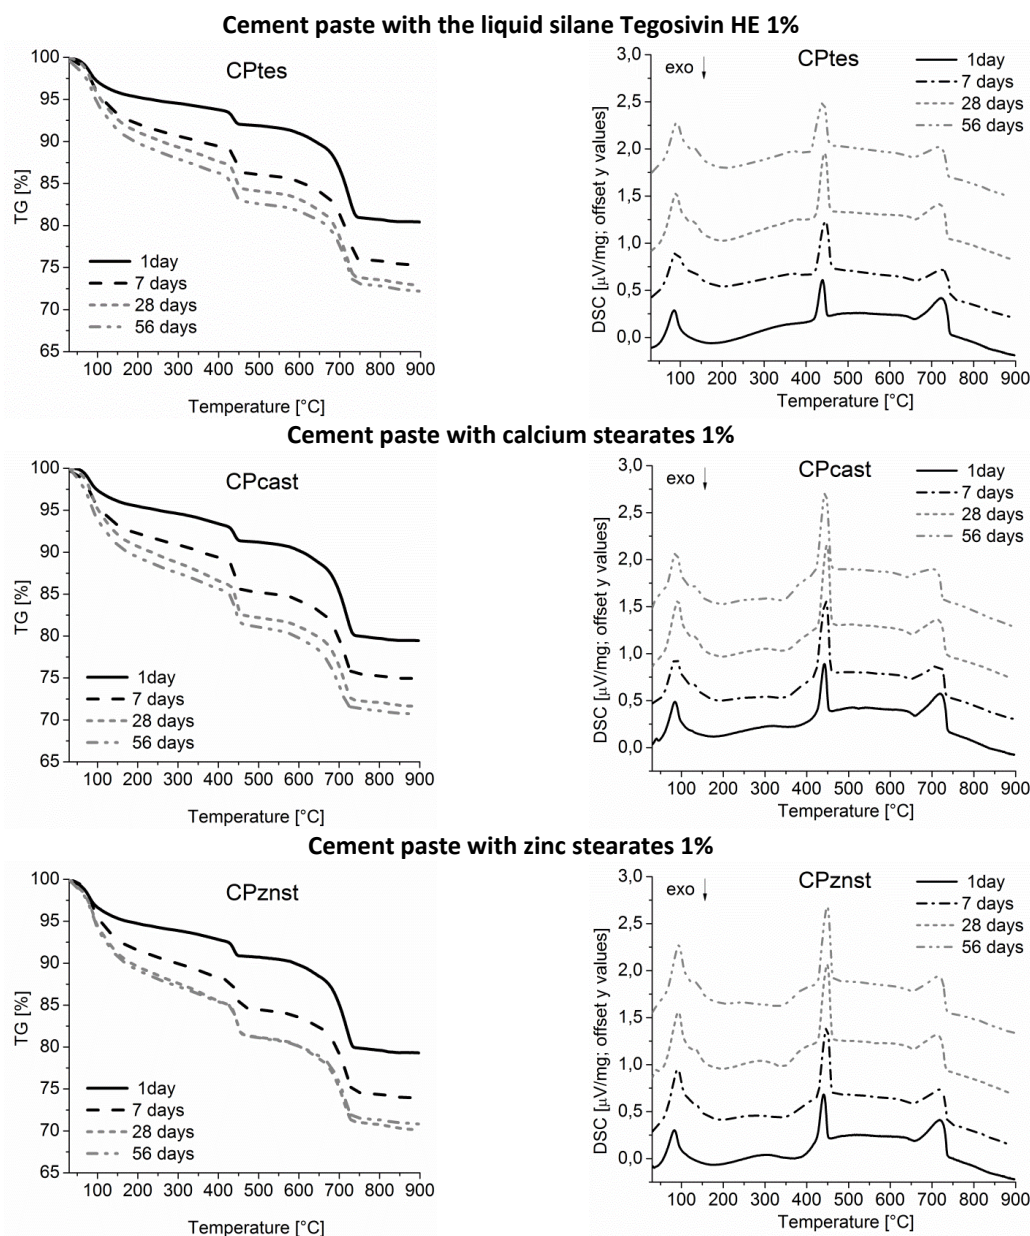 Cement paste with the liquid silane Tegosivin HE 1%
100
95
90
85
80
75
70
65
TG [%]
CPtes
1day
7 days
28 days
56 days
100 200 300 400 500 600 700 800 900
Temperature [°C]
3,0
2,5
2,0
1,5
1,0
0,5
0,0
DSC [µV/mg; offset y values]
exo
CPtes
1day
7 days
28 days
56 days
100 200 300 400 500 600 700 800 900
Temperature [°C]
Cement paste with calcium stearates 1%
100
95
90
85
80
75
70
65
TG [%]
CPcast
1day
7 days
28 days
56 days
100 200 300 400 500 600 700 800 900
Temperature [°C]
3,0
2,5
2,0
1,5
1,0
0,5
0,0
DSC [µV/mg; offset y values]
exo
CPcast
1day
7 days
28 days
56 days
100 200 300 400 500 600 700 800 900
Temperature [°C]
Cement paste with zinc stearates 1%
100
95
90
85
80
75
70
65
TG [%]
CPznst
1day
7 days
28 days
56 days
100 200 300 400 500 600 700 800 900
Temperature [°C]
3,0
2,5
2,0
1,5
1,0
0,5
0,0
DSC [µV/mg; offset y values]
exo
CPznst
1day
7 days
28 days
56 days
100 200 300 400 500 600 700 800 900
Temperature [°C]